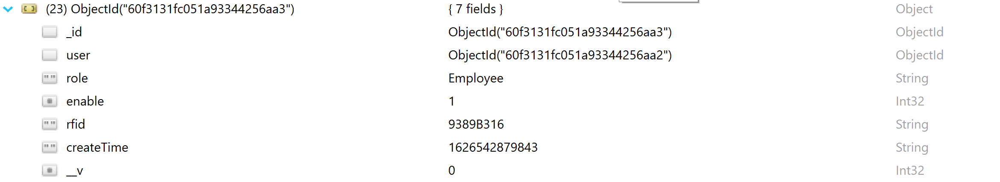 (23) ObjectId("60f3131fc051a93344256aa3") { 7 fields } Object
_id ObjectId("60f3131fc051a93344256aa3") ObjectId
user ObjectId("60f3131fc051a93344256aa2") ObjectId
role Employee String
enable 1 Int32
rfid 9389B316 String
createTime 1626542879843 String
__v 0 Int32